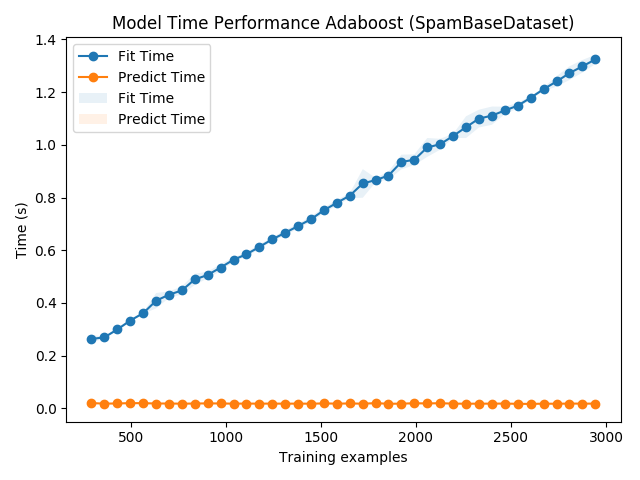 Model Time Performance Adaboost (SpamBaseDataset)
Fit Time
Predict Time
Fit Time
Predict Time
Time (s)
1.4
1.2
1.0
0.8
0.6
0.4
0.2
0.0
500
1000
1500
2000
2500
3000
Training examples